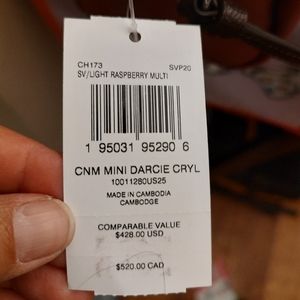 CH173 SVP20
SV/LIGHT RASPBERRY MULTI
1 95031 95290 6
CNM MINI DARCIE CRYL
10011280US25
MADE IN CAMBODIA
CAMBODGE
COMPARABLE VALUE
$428.00 USD
$520.00 CAD